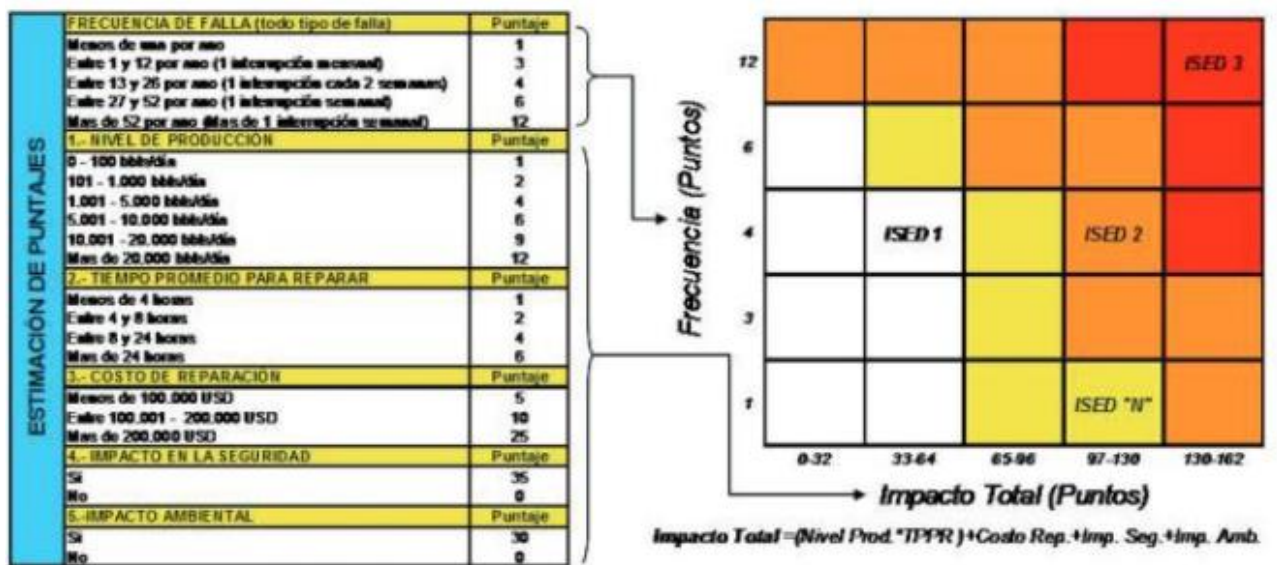 ESTIMACIÓN DE PUNTAJES
FRECUENCIA DE FALLA (todo tipo de falla) Puntaje
Menos de una por ano 1
Entre 1 y 12 por ano (1 interrupción mensual) 3
Entre 13 y 26 por ano (1 interrupción cada 2 semanas) 4
Entre 27 y 52 por ano (1 interrupción semanal) 6
Mas de 52 por ano (Mas de 1 interrupción semanal) 12
1.- NIVEL DE PRODUCCIÓN Puntaje
0 - 100 bbls/día 1
101 - 1.000 bbls/día 2
1.001 - 5.000 bbls/día 4
5.001 - 10.000 bbls/día 6
10.001 -20.000 bbls/día 9
Mas de 20.000 bbls/día 12
2.- TIEMPO PROMEDIO PARA REPARAR Puntaje
Menos de 4 horas 1
Entre 4 y 8 horas 2
Entre 8 y 24 horas 4
Mas de 24 horas 6
3.- COSTO DE REPARACIÓN Puntaje
Menos de 100.000 USD 5
Entre 100.001 - 200.000 USD 10
Mas de 200.000 USD 25
4.- IMPACTO EN LA SEGURIDAD Puntaje
Si 35
No 0
5.-IMPACTO AMBIENTAL Puntaje
Si 30
No 0
Frecuencia (Puntos)
12 ISED 3
6
4 ISED 1 ISED 2
3
1 ISED "N"
0-32 33-64 65-96 97-130 130-162
Impacto Total (Puntos)
Impacto Total =(Nivel Prod.*TPPR )+Costo Rep.+Imp. Seg.+Imp. Amb.